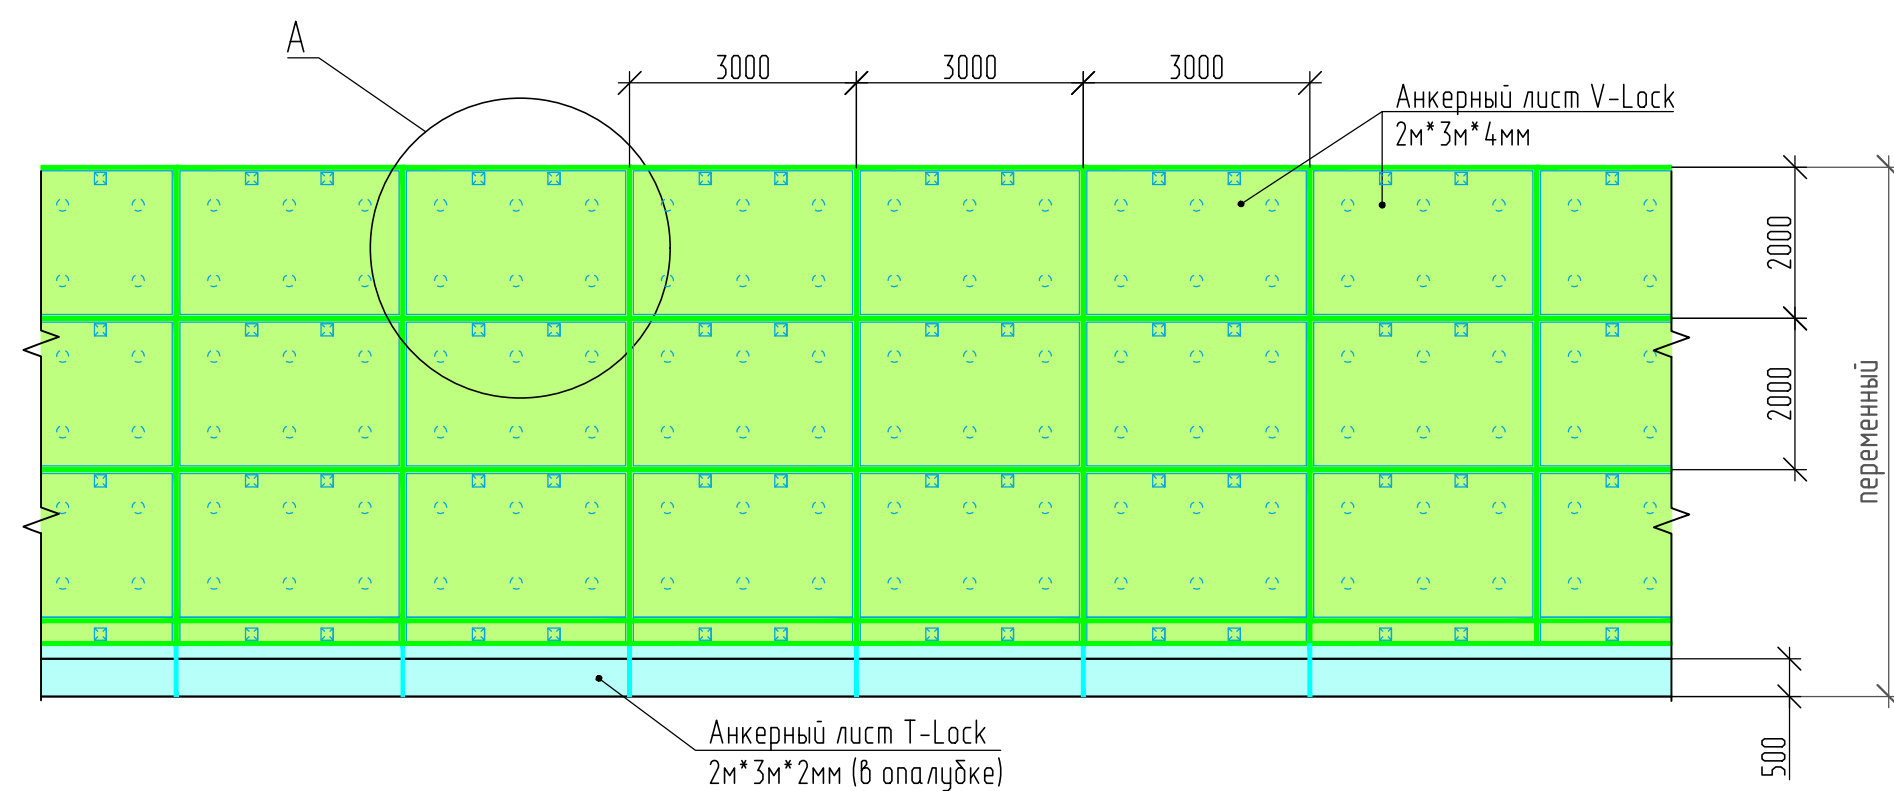 А
3000
3000
3000
Анкерный лист V-Lock
2м*3м*4мм
2000
2000
переменный
500
Анкерный лист T-Lock
2м*3м*2мм (в опалубке)